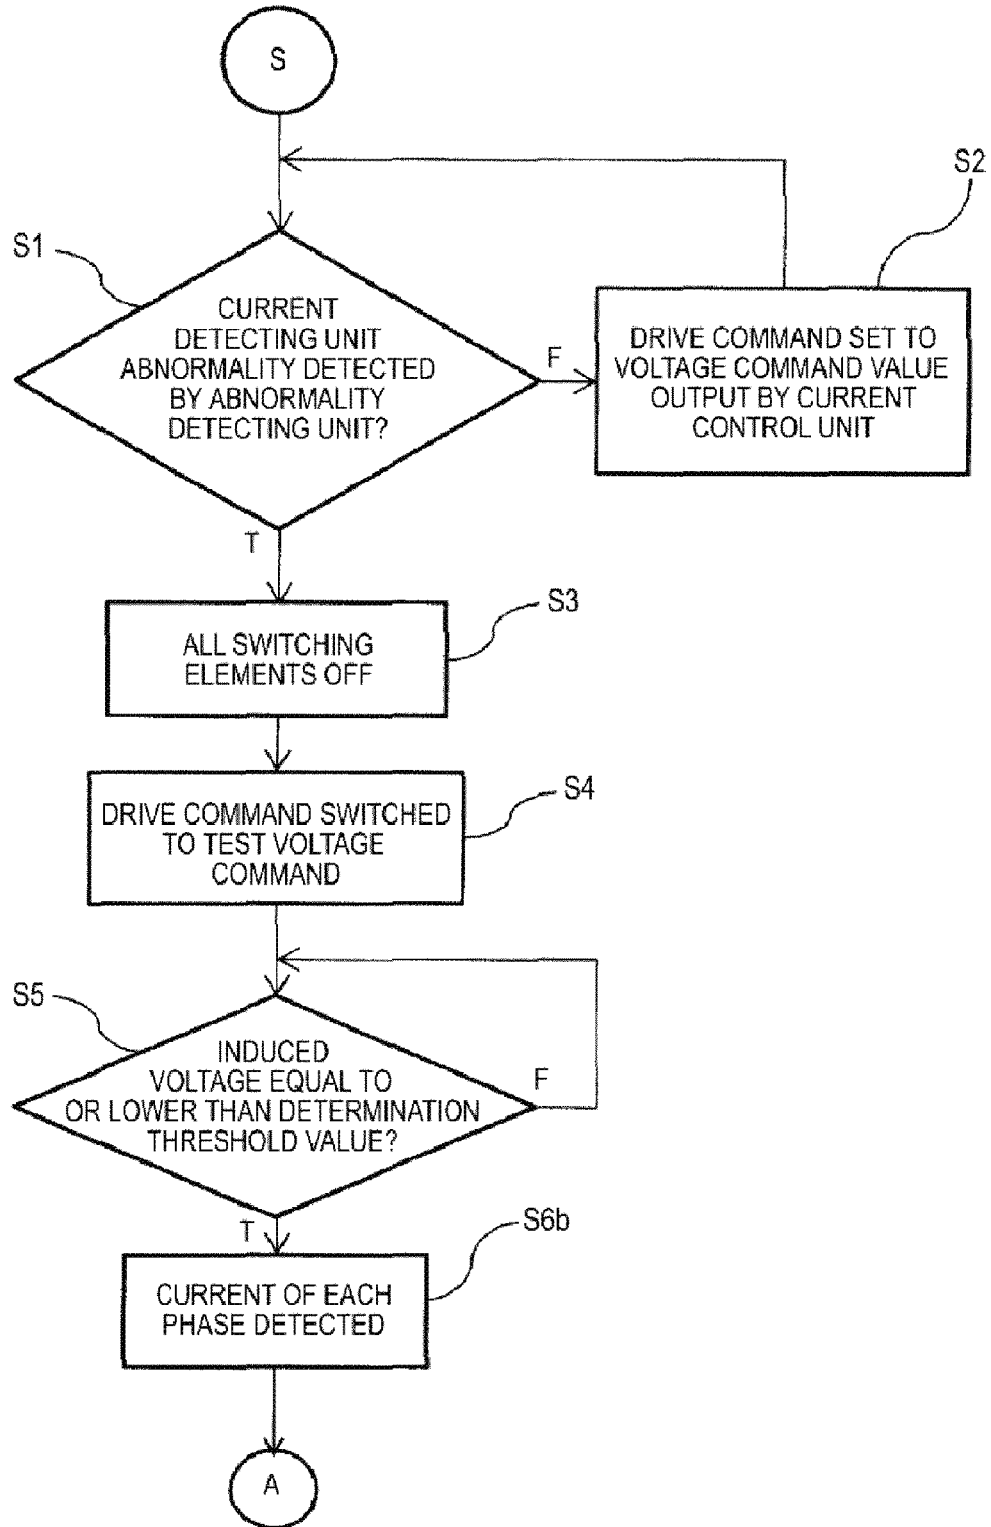 S
S1
CURRENT
DETECTING UNIT
ABNORMALITY DETECTED
BY ABNORMALITY
DETECTING UNIT?
F
S2
DRIVE COMMAND SET TO
VOLTAGE COMMAND VALUE
OUTPUT BY CURRENT
CONTROL UNIT
T
S3
ALL SWITCHING
ELEMENTS OFF
S4
DRIVE COMMAND SWITCHED
TO TEST VOLTAGE
COMMAND
S5
INDUCED
VOLTAGE EQUAL TO
OR LOWER THAN DETERMINATION
THRESHOLD VALUE?
F
T
S6b
CURRENT OF EACH
PHASE DETECTED
A